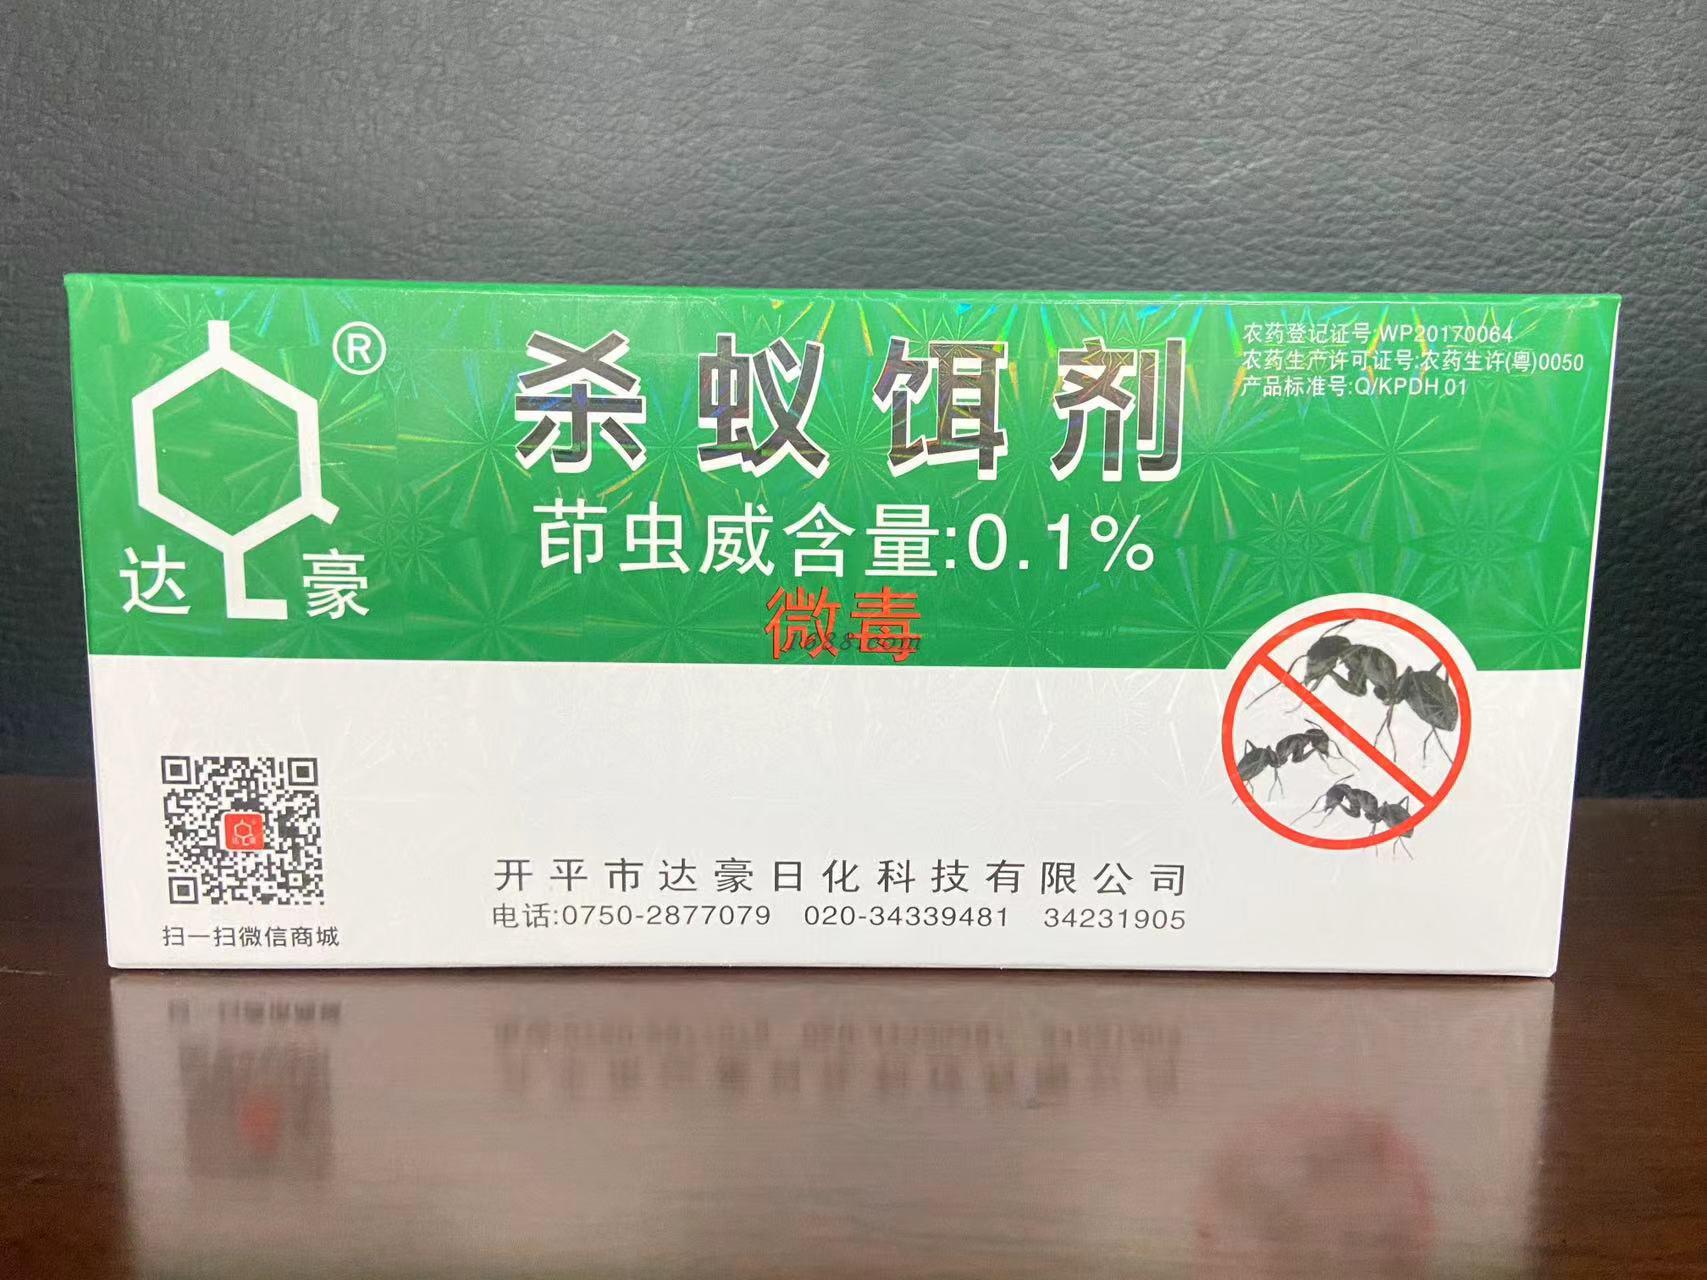 ®
达 豪
杀蚁饵剂
农药登记证号:WP20170064
农药生产许可证号:农药生许(粤)0050
产品标准号:Q/KPDH 01
茚虫威含量:0.1%
微毒
1688.com
扫一扫微信商城
开平市达豪日化科技有限公司
电话:0750-2877079 020-34339481 34231905